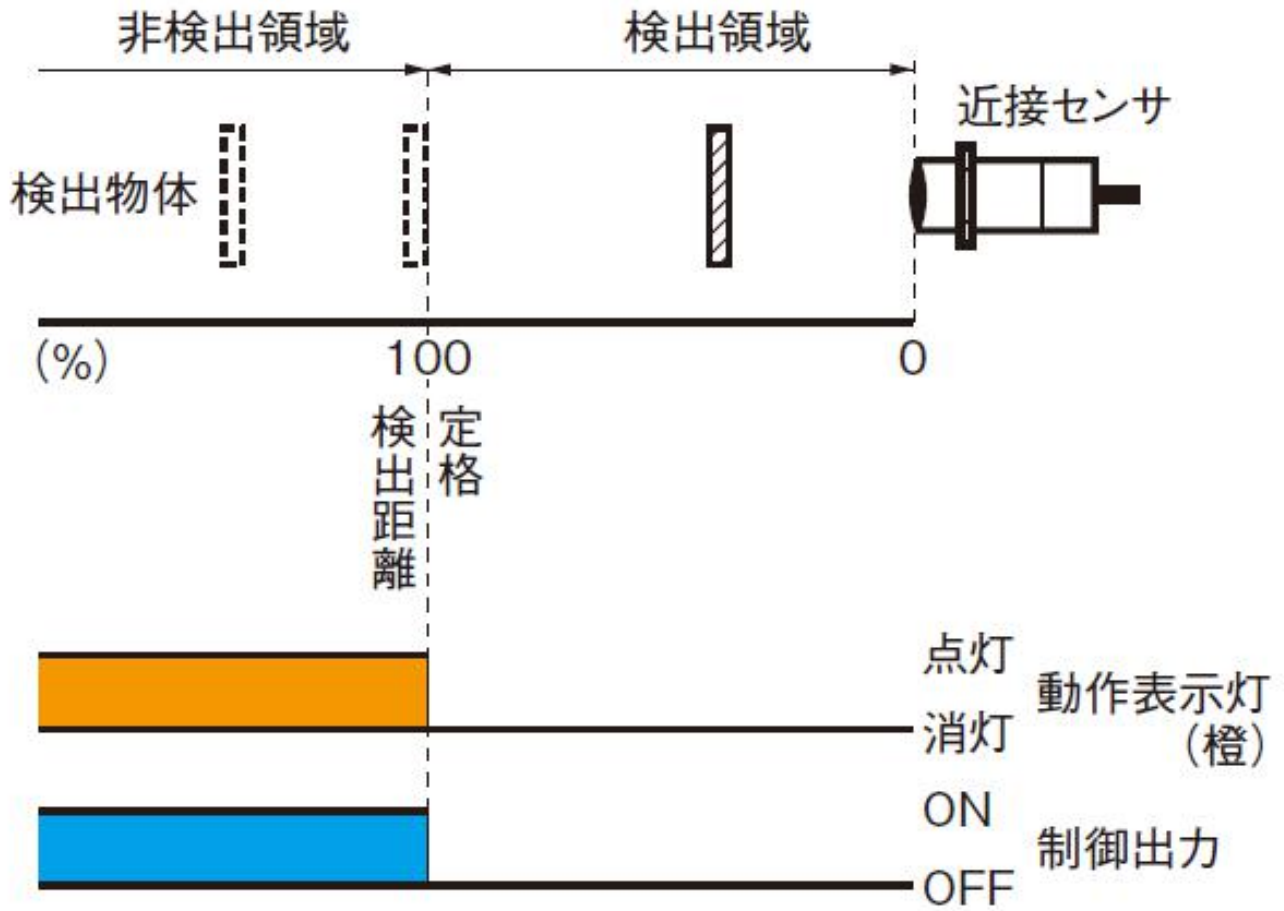 非検出領域
検出領域
近接センサ
検出物体
(%)
100
0
定格
検出距離
点灯
消灯
動作表示灯
(橙)
ON
OFF
制御出力